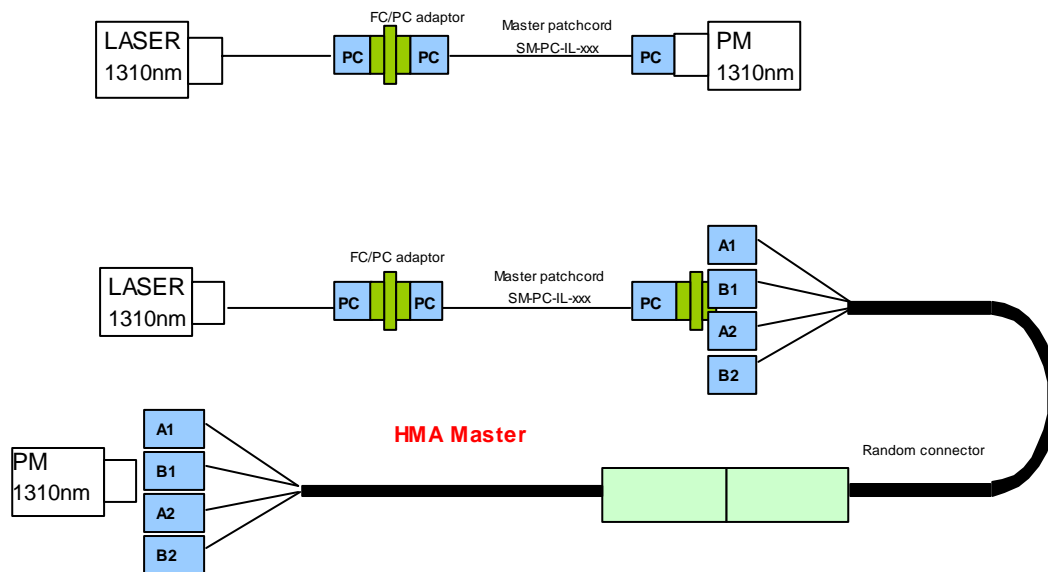 FC/PC adaptor
LASER
1310nm
PC
PC
Master patchcord
SM-PC-IL-xxx
PC
PM
1310nm
FC/PC adaptor
LASER
1310nm
PC
PC
Master patchcord
SM-PC-IL-xxx
PC
A1
B1
A2
B2
HMA Master
Random connector
PM
1310nm
A1
B1
A2
B2